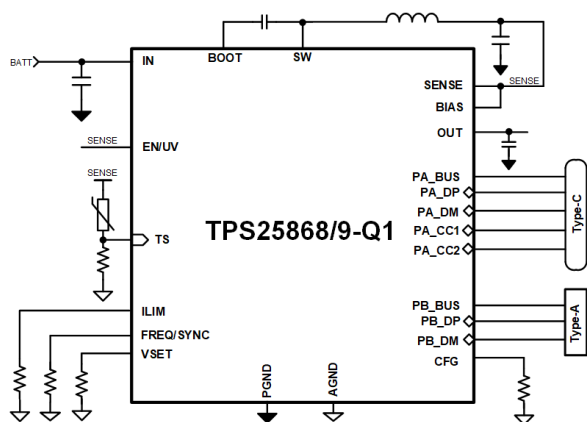 BOOT
SW
BATT
IN
SENSE
SENSE
BIAS
OUT
SENSE
EN/UV
SENSE
TS
TPS25868/9-Q1
PA_BUS
PA_DP
PA_DM
PA_CC1
PA_CC2
Type-C
ILIM
FREQ/SYNC
VSET
PB_BUS
PB_DP
PB_DM
CFG
Type-A
PGND
AGND